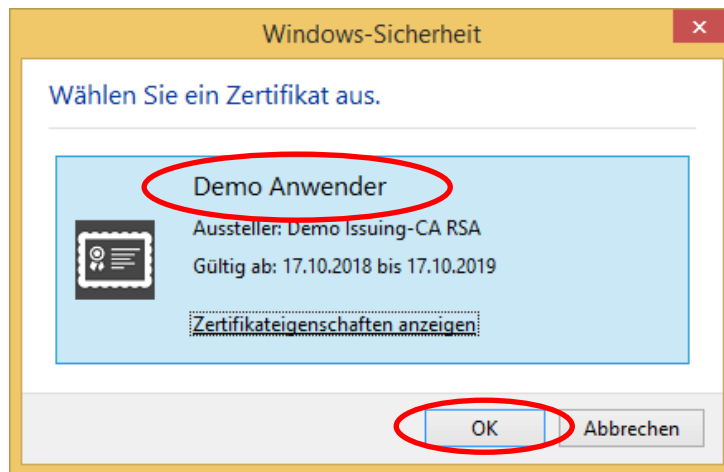 Windows-Sicherheit
Wählen Sie ein Zertifikat aus.
Demo Anwender
Aussteller: Demo Issuing-CA RSA
Gültig ab: 17.10.2018 bis 17.10.2019
Zertifikateigenschaften anzeigen
OK
Abbrechen